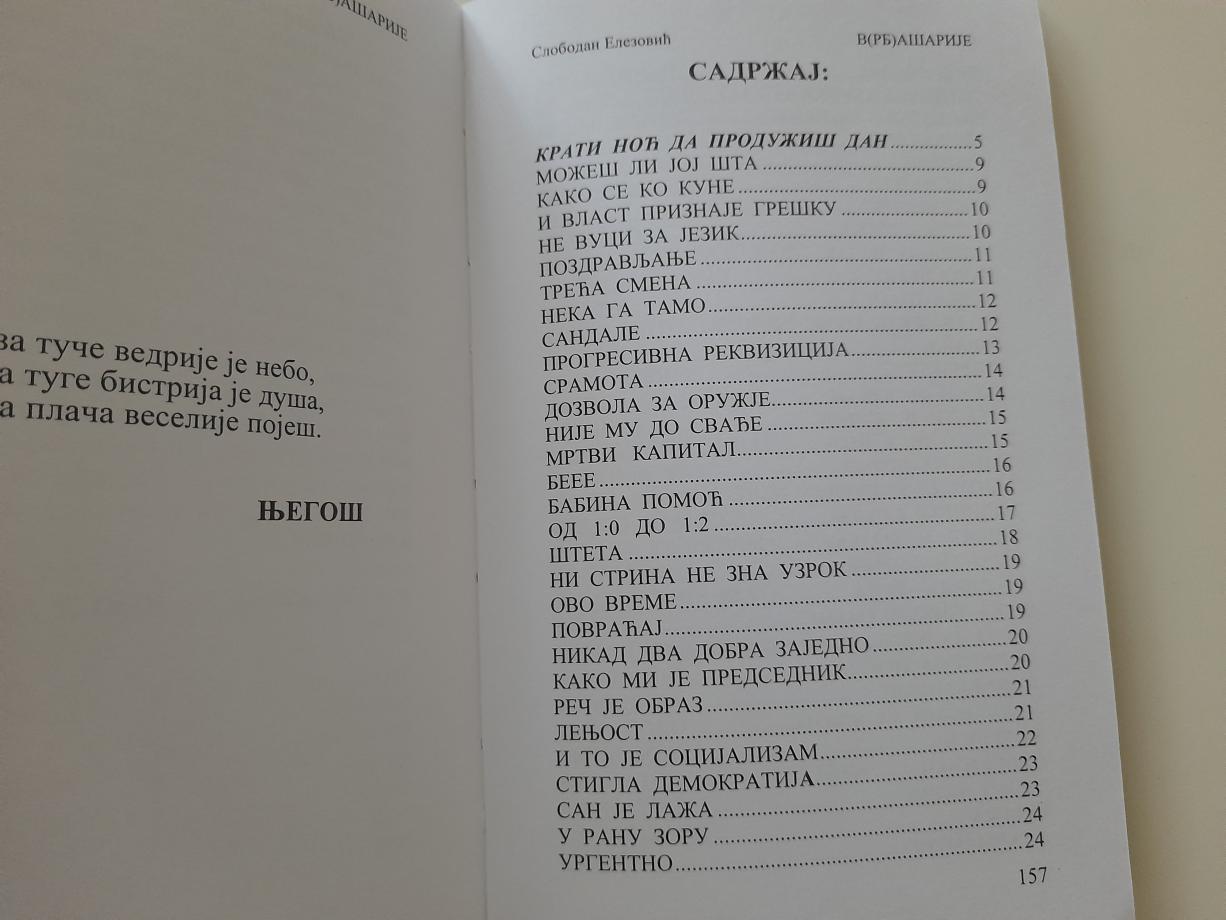 АШАРИЈЕ
за туче ведрије је небо,
а туге бистрија је душа,
а плача веселије појеш.
ЊЕГОШ
Слободан Елезовић В(РБ)АШАРИЈЕ
САДРЖАЈ:
КРАТИ НОЋ ДА ПРОДУЖИШ ДАН................5
МОЖЕШ ЛИ ЈОЈ ШТА................9
КАКО СЕ КО КУНЕ................9
И ВЛАСТ ПРИЗНАЈЕ ГРЕШКУ................10
НЕ ВУЦИ ЗА ЈЕЗИК................10
ПОЗДРАВЉАЊЕ................11
ТРЕЋА СМЕНА................11
НЕКА ГА ТАМО................12
САНДАЛЕ................12
ПРОГРЕСИВНА РЕКВИЗИЦИЈА................13
СРАМОТА................14
ДОЗВОЛА ЗА ОРУЖЈЕ................14
НИЈЕ МУ ДО СВАЂЕ................15
МРТВИ КАПИТАЛ................15
БЕЕЕ................16
БАБИНА ПОМОЋ................16
ОД 1:0 ДО 1:2................17
ШТЕТА................18
НИ СТРИНА НЕ ЗНА УЗРОК................19
ОВО ВРЕМЕ................19
ПОВРАЋАЈ................19
НИКАД ДВА ДОБРА ЗАЈЕДНО................20
КАКО МИ ЈЕ ПРЕДСЕДНИК................20
РЕЧ ЈЕ ОБРАЗ................21
ЛЕЊОСТ................21
И ТО ЈЕ СОЦИЈАЛИЗАМ................22
СТИГЛА ДЕМОКРАТИЈА................23
САН ЈЕ ЛАЖА................23
У РАНУ ЗОРУ................24
УРГЕНТНО................24
157